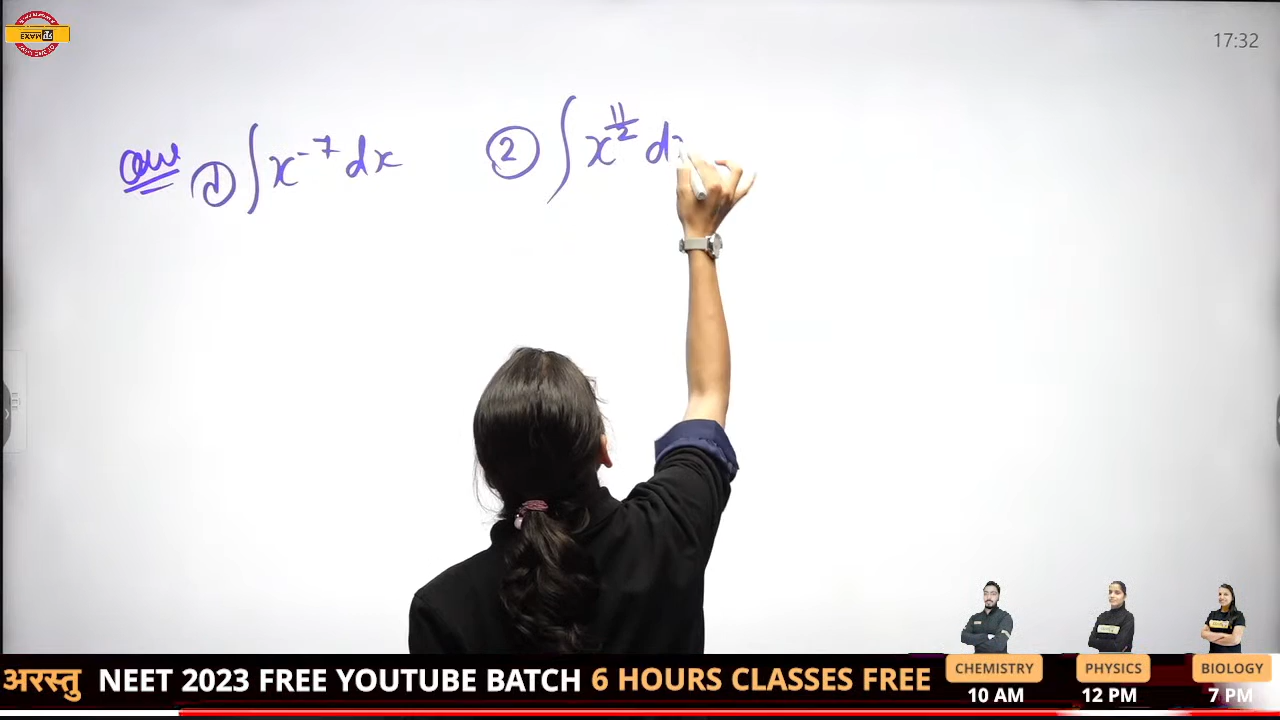 17:32
Que ① ∫ x⁻⁷ dx ② ∫ x^(11/2) d
CHEMISTRY PHYSICS BIOLOGY
अरस्तु NEET 2023 FREE YOUTUBE BATCH 6 HOURS CLASSES FREE 10 AM 12 PM 7 PM